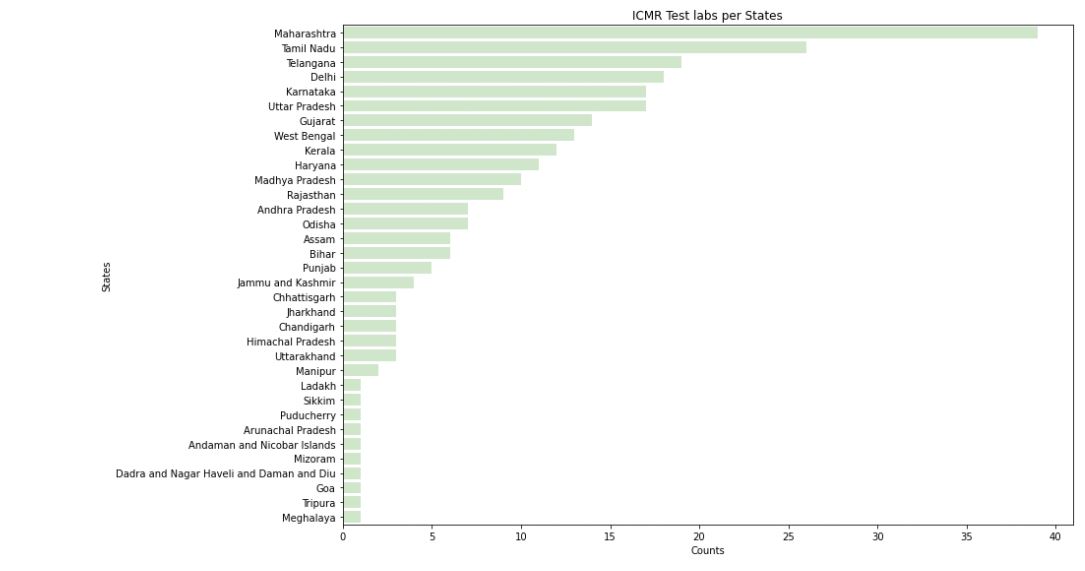 ICMR Test labs per States
Maharashtra
Tamil Nadu
Telangana
Delhi
Karnataka
Uttar Pradesh
Gujarat
West Bengal
Kerala
Haryana
Madhya Pradesh
Rajasthan
Andhra Pradesh
Odisha
Assam
Bihar
Punjab
Jammu and Kashmir
Chhattisgarh
Jharkhand
Chandigarh
Himachal Pradesh
Uttarakhand
Manipur
Ladakh
Sikkim
Puducherry
Arunachal Pradesh
Andaman and Nicobar Islands
Mizoram
Dadra and Nagar Haveli and Daman and Diu
Goa
Tripura
Meghalaya
States
0 5 10 15 20 25 30 35 40
Counts